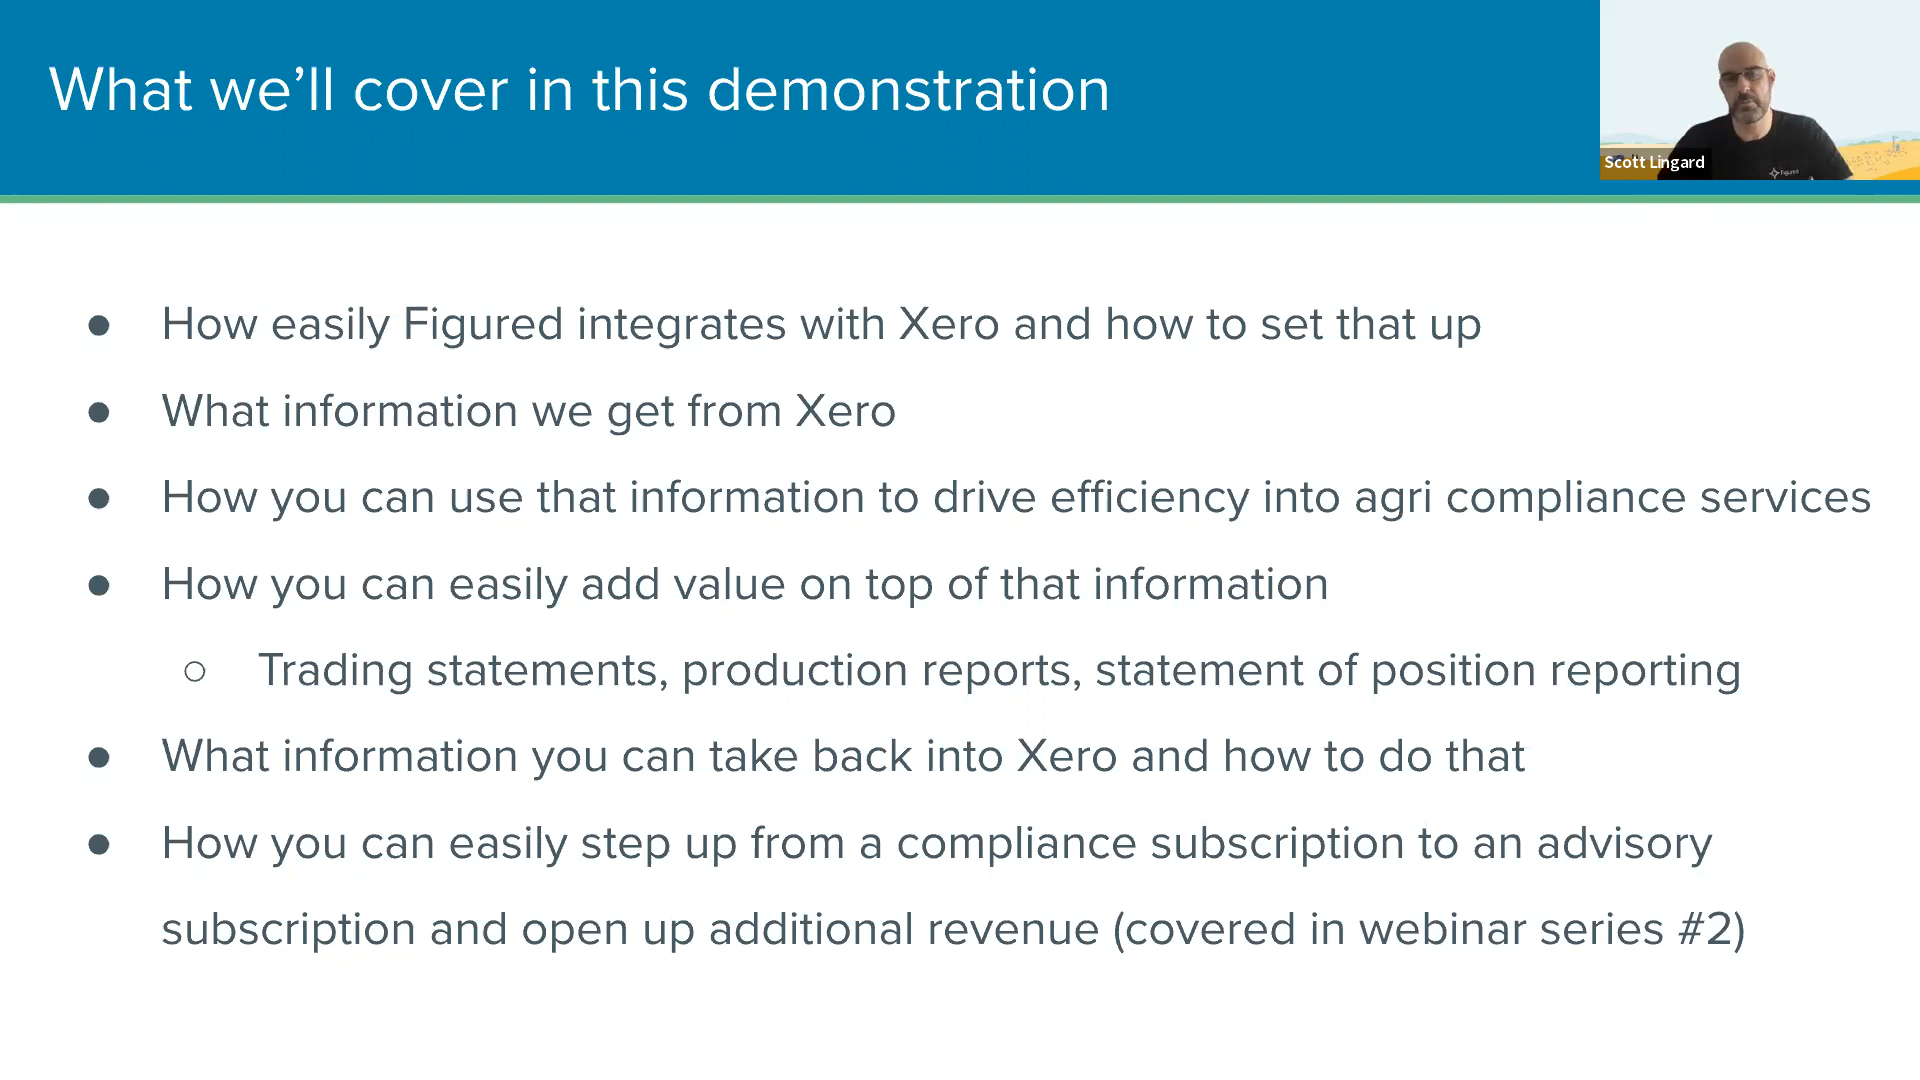 What we’ll cover in this demonstration
Scott Lingard
Figured
● How easily Figured integrates with Xero and how to set that up
● What information we get from Xero
● How you can use that information to drive efficiency into agri compliance services
● How you can easily add value on top of that information
○ Trading statements, production reports, statement of position reporting
● What information you can take back into Xero and how to do that
● How you can easily step up from a compliance subscription to an advisory
subscription and open up additional revenue (covered in webinar series #2)